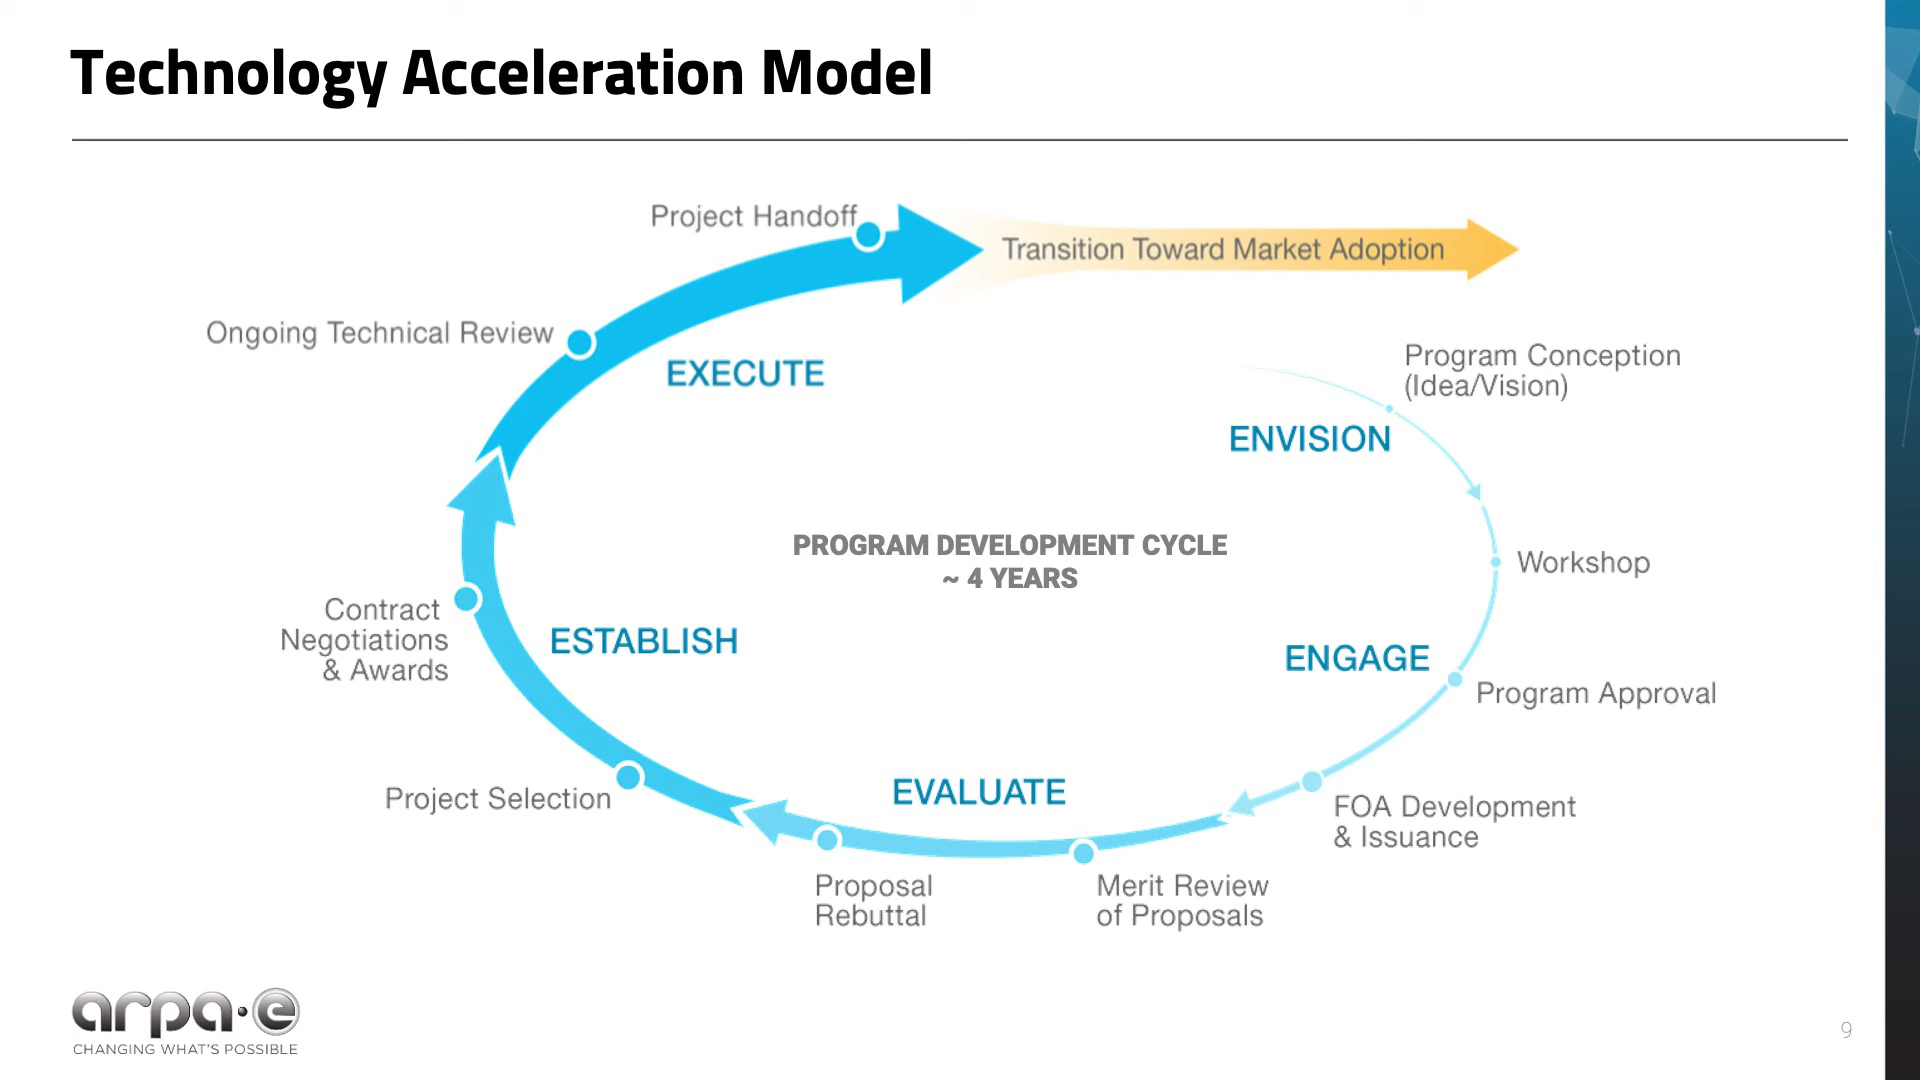 Technology Acceleration Model
Project Handoff
Transition Toward Market Adoption
Ongoing Technical Review
EXECUTE
Program Conception
(Idea/Vision)
ENVISION
PROGRAM DEVELOPMENT CYCLE
~ 4 YEARS
Workshop
Contract
Negotiations
& Awards
ESTABLISH
ENGAGE
Program Approval
Project Selection
EVALUATE
FOA Development
& Issuance
Proposal
Rebuttal
Merit Review
of Proposals
arpa·e
CHANGING WHAT'S POSSIBLE
9